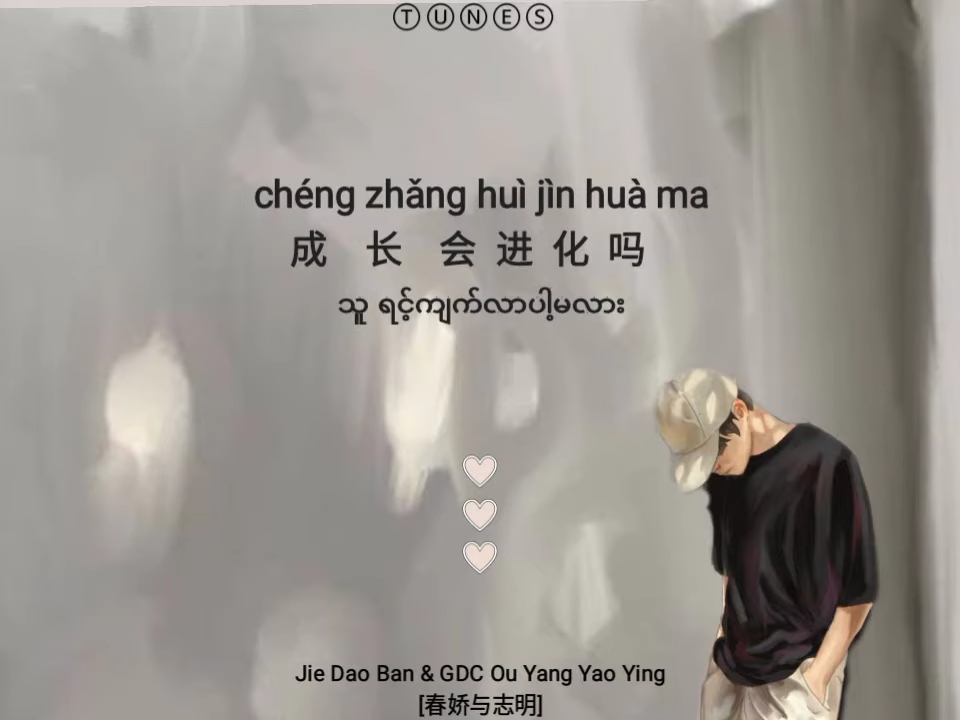 ⓉⓊⓃⒺⓈ
chéng zhǎng huì jìn huà ma
成 长 会 进 化 吗
သူ ရင့်ကျက်လာပါ့မလား
Jie Dao Ban & GDC Ou Yang Yao Ying
[春娇与志明]